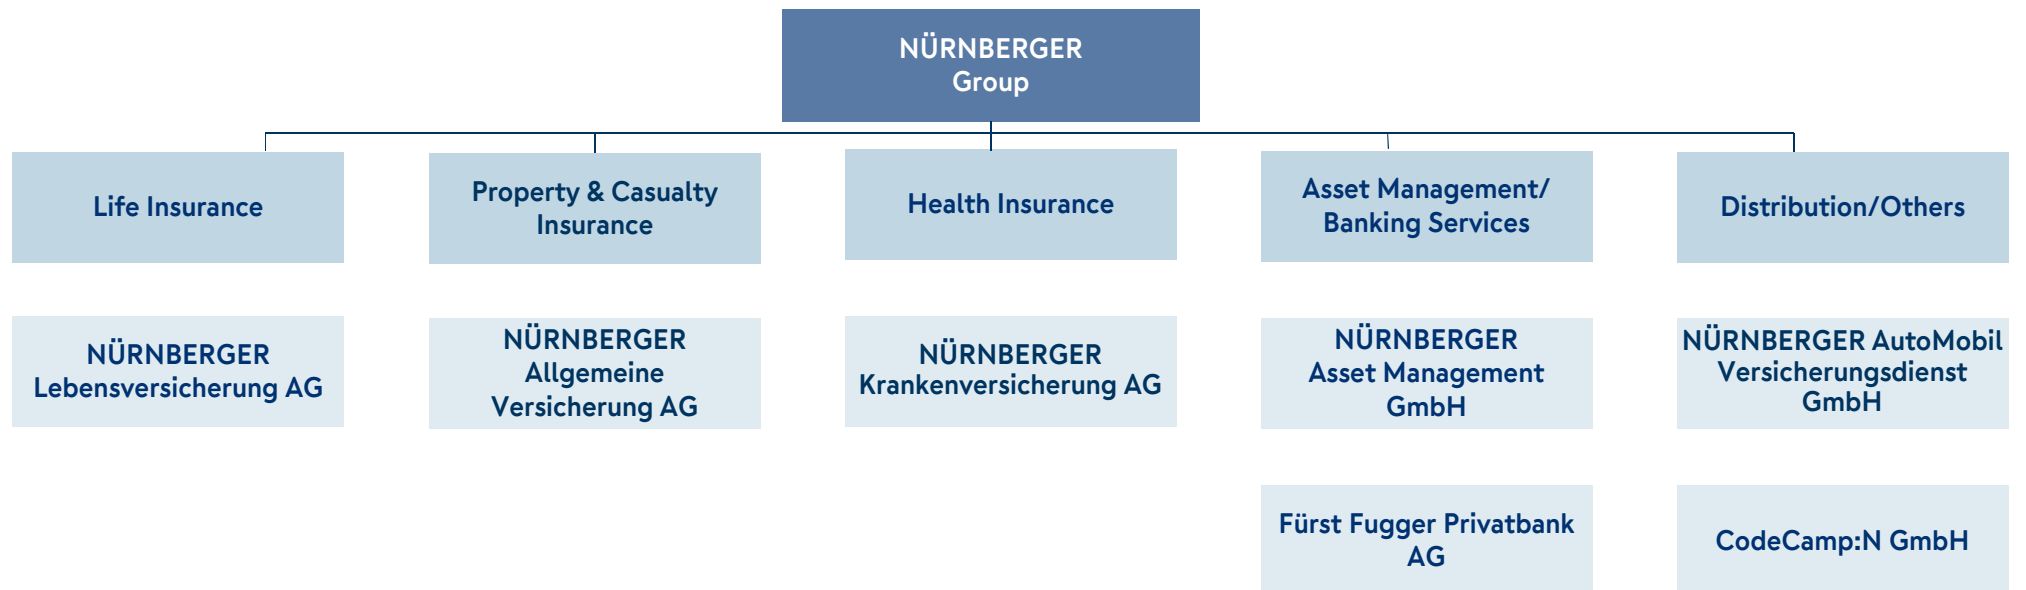 NÜRNBERGER
Group
Life Insurance
Property & Casualty
Insurance
Health Insurance
Asset Management/
Banking Services
Distribution/Others
NÜRNBERGER
Lebensversicherung AG
NÜRNBERGER
Allgemeine
Versicherung AG
NÜRNBERGER
Krankenversicherung AG
NÜRNBERGER
Asset Management
GmbH
NÜRNBERGER AutoMobil
Versicherungsdienst
GmbH
Fürst Fugger Privatbank
AG
CodeCamp:N GmbH